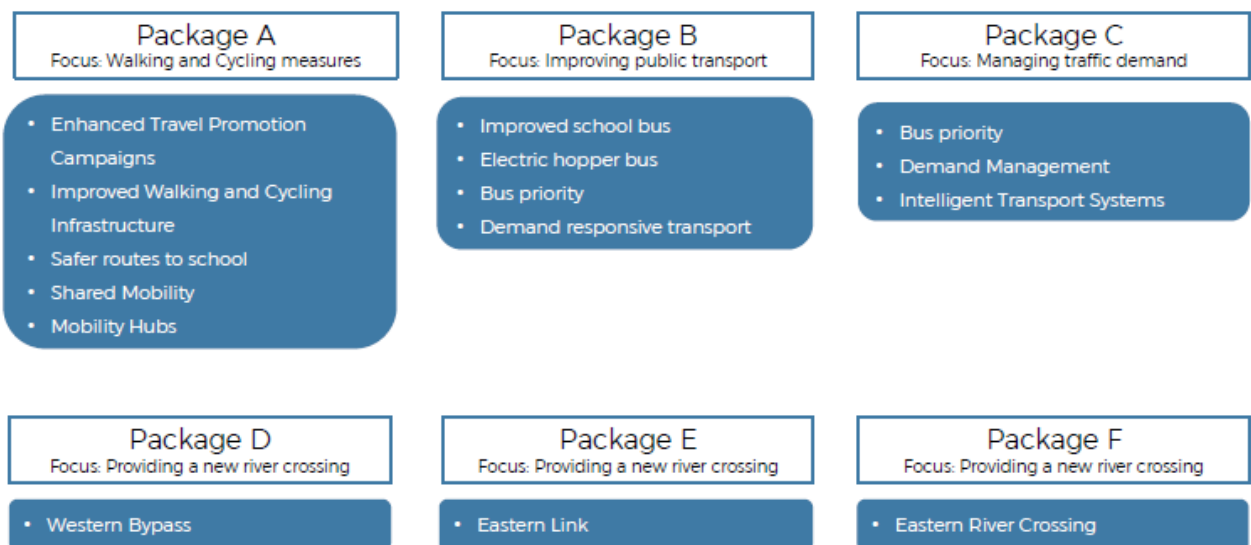 Package A
Focus: Walking and Cycling measures
• Enhanced Travel Promotion
Campaigns
• Improved Walking and Cycling
Infrastructure
• Safer routes to school
• Shared Mobility
• Mobility Hubs
Package B
Focus: Improving public transport
• Improved school bus
• Electric hopper bus
• Bus priority
• Demand responsive transport
Package C
Focus: Managing traffic demand
• Bus priority
• Demand Management
• Intelligent Transport Systems
Package D
Focus: Providing a new river crossing
• Western Bypass
Package E
Focus: Providing a new river crossing
• Eastern Link
Package F
Focus: Providing a new river crossing
• Eastern River Crossing